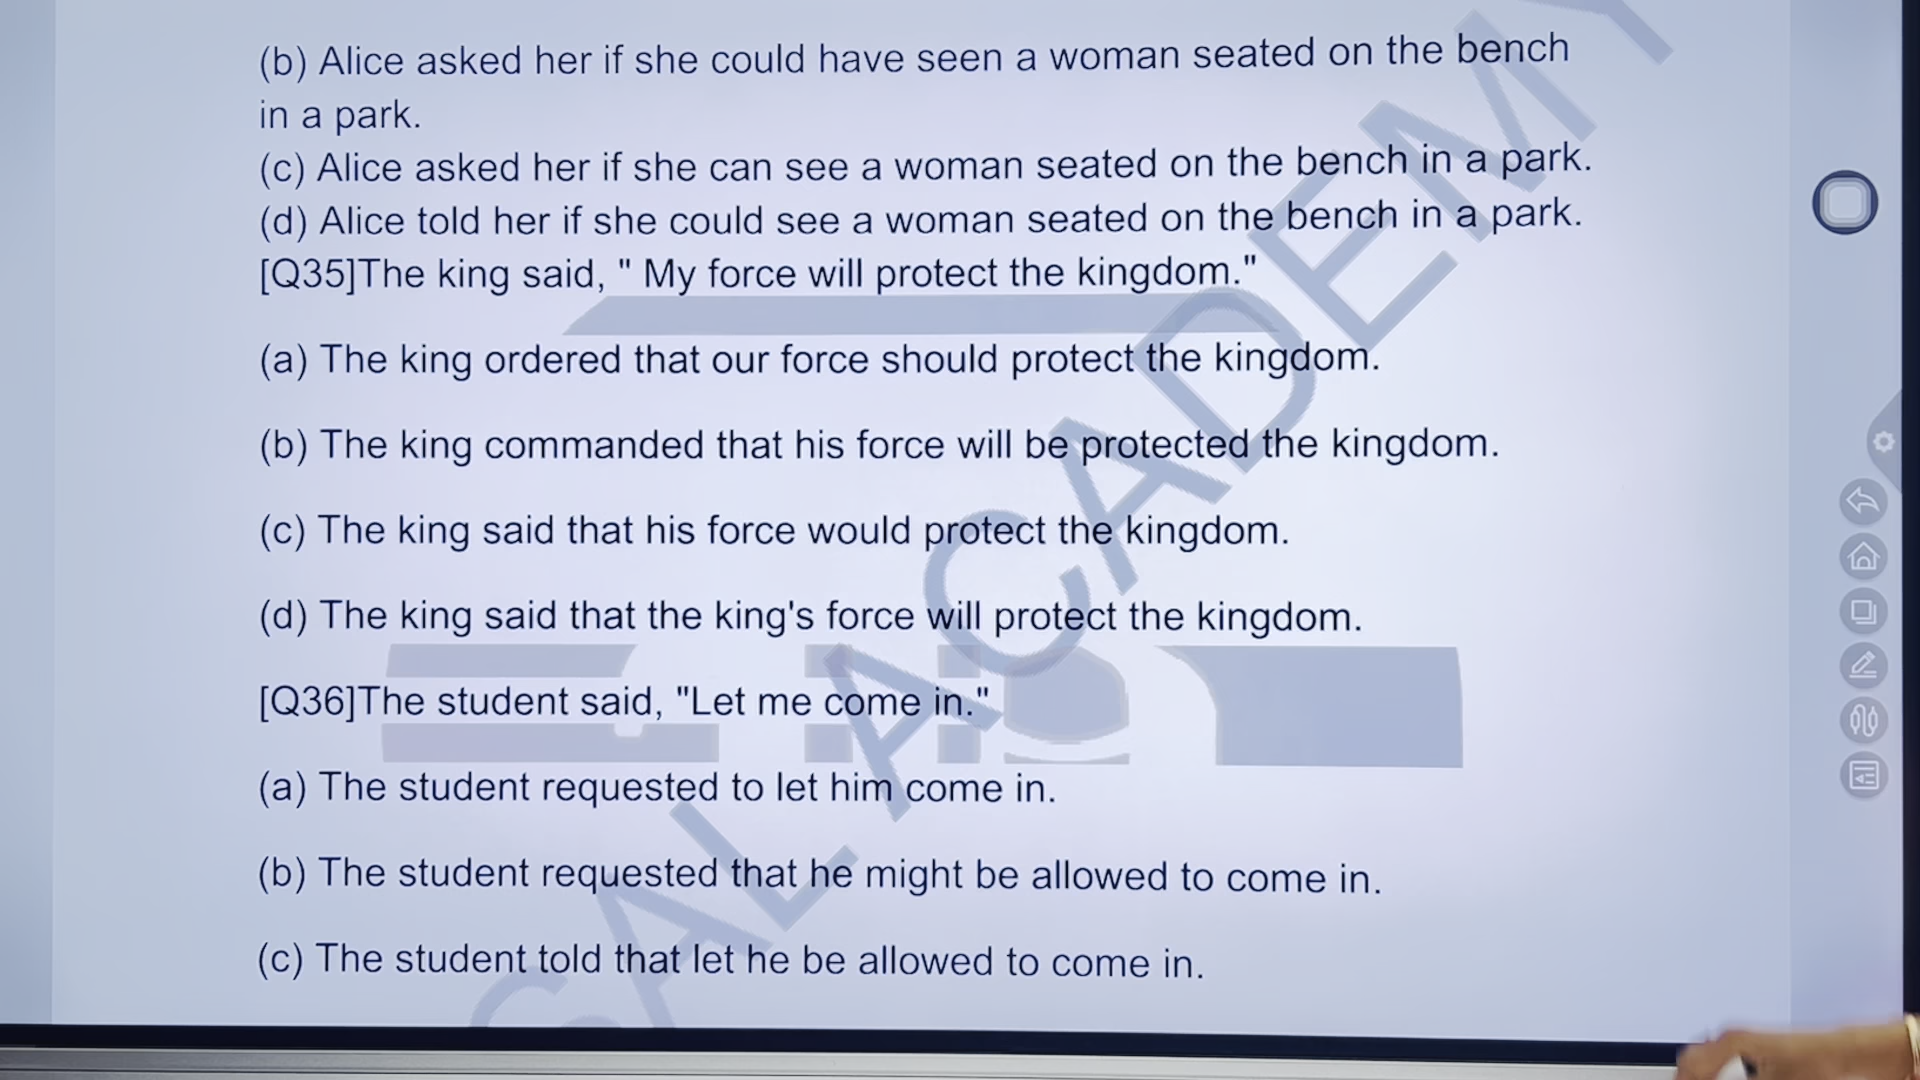 (b) Alice asked her if she could have seen a woman seated on the bench
in a park.
(c) Alice asked her if she can see a woman seated on the bench in a park.
(d) Alice told her if she could see a woman seated on the bench in a park.
[Q35]The king said, " My force will protect the kingdom."
(a) The king ordered that our force should protect the kingdom.
(b) The king commanded that his force will be protected the kingdom.
(c) The king said that his force would protect the kingdom.
(d) The king said that the king's force will protect the kingdom.
[Q36]The student said, "Let me come in."
(a) The student requested to let him come in.
(b) The student requested that he might be allowed to come in.
(c) The student told that let he be allowed to come in.
ACADEMY